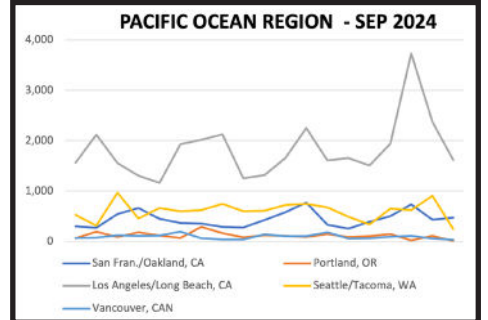 PACIFIC OCEAN REGION - SEP 2024
4,000
3,000
2,000
1,000
0
San Fran./Oakland, CA
Portland, OR
Los Angeles/Long Beach, CA
Seattle/Tacoma, WA
Vancouver, CAN